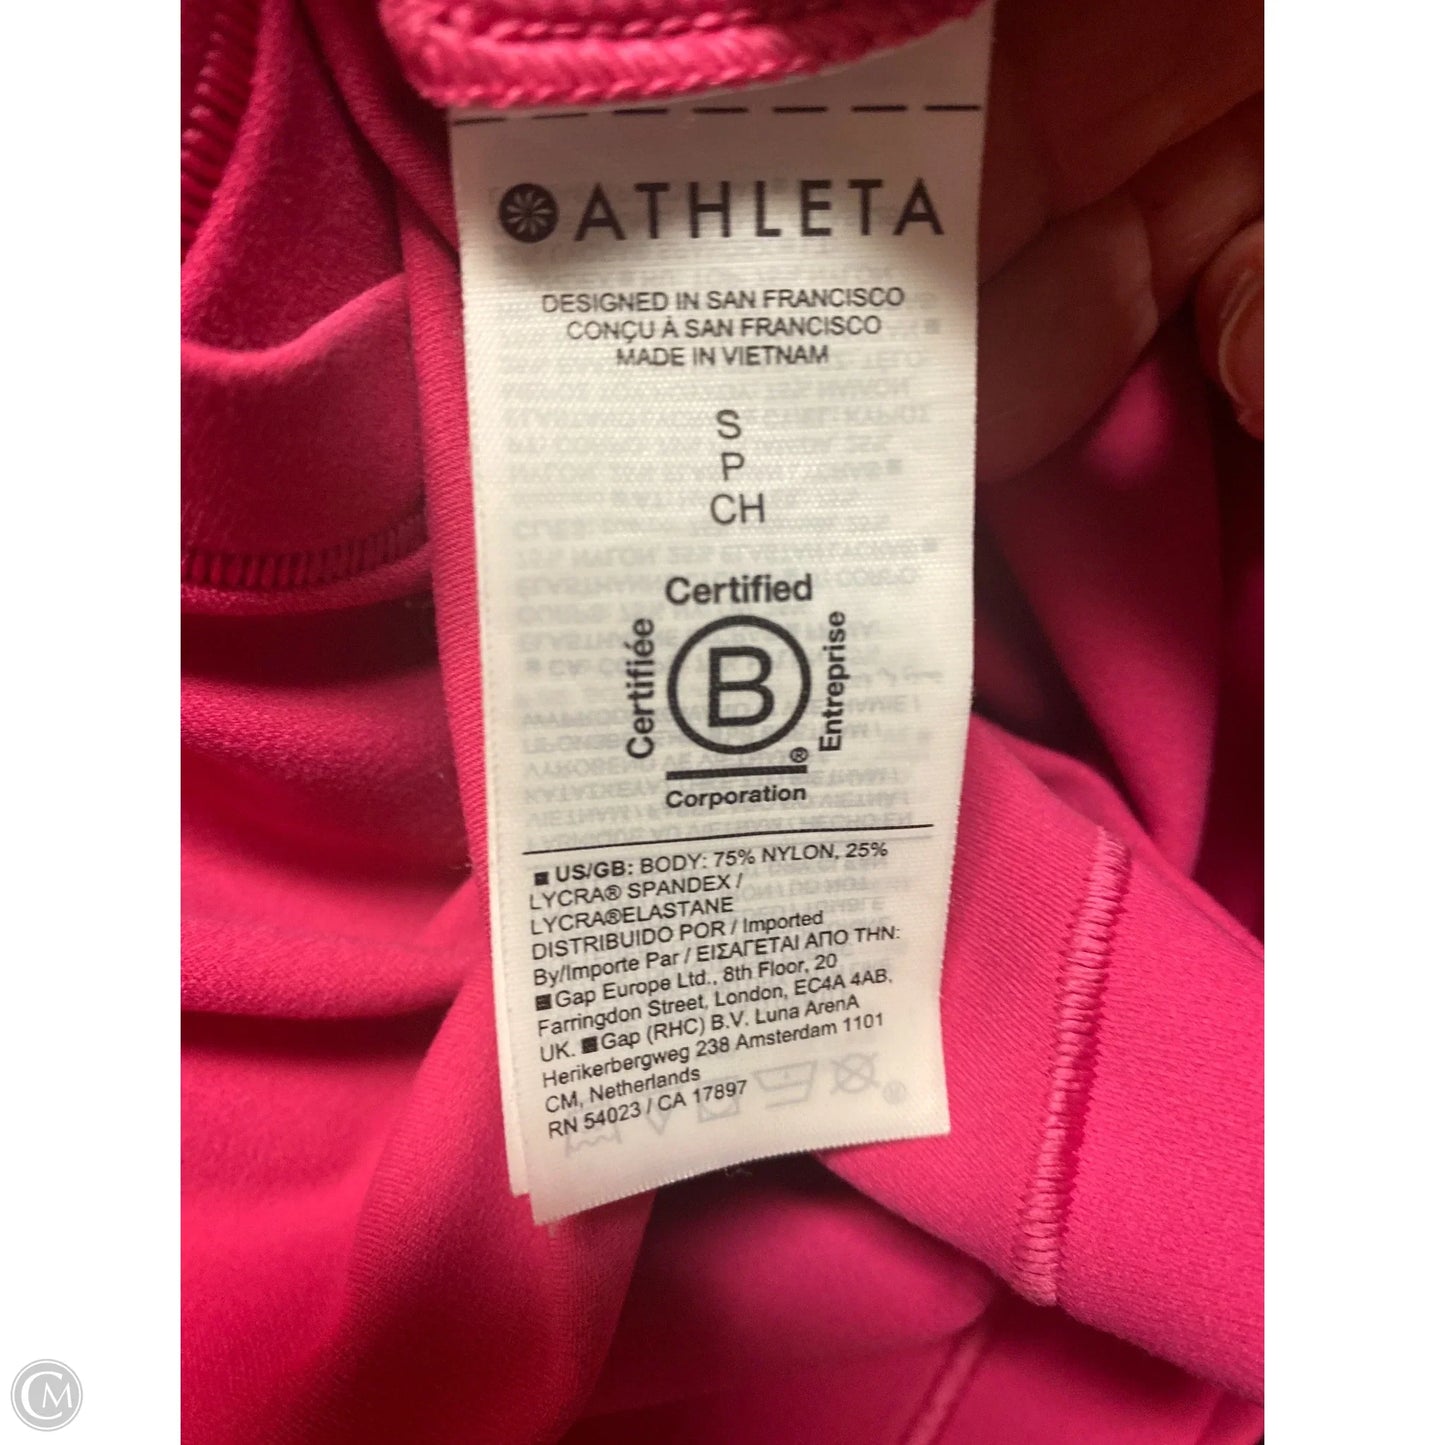 ATHLETA
DESIGNED IN SAN FRANCISCO
CONÇU À SAN FRANCISCO
MADE IN VIETNAM
S
P
CH
Certified
Certifiée
B
Entreprise
®
Corporation
US/GB: BODY: 75% NYLON, 25%
LYCRA® SPANDEX /
LYCRA®ELASTANE
DISTRIBUIDO POR / Imported
By/Importe Par / ΕΙΣΑΓΕΤΑΙ ΑΠΟ ΤΗΝ:
Gap Europe Ltd., 8th Floor, 20
Farringdon Street, London, EC4A 4AB,
UK. Gap (RHC) B.V. Luna ArenA
Herikerbergweg 238 Amsterdam 1101
CM, Netherlands
RN 54023 / CA 17897
CM